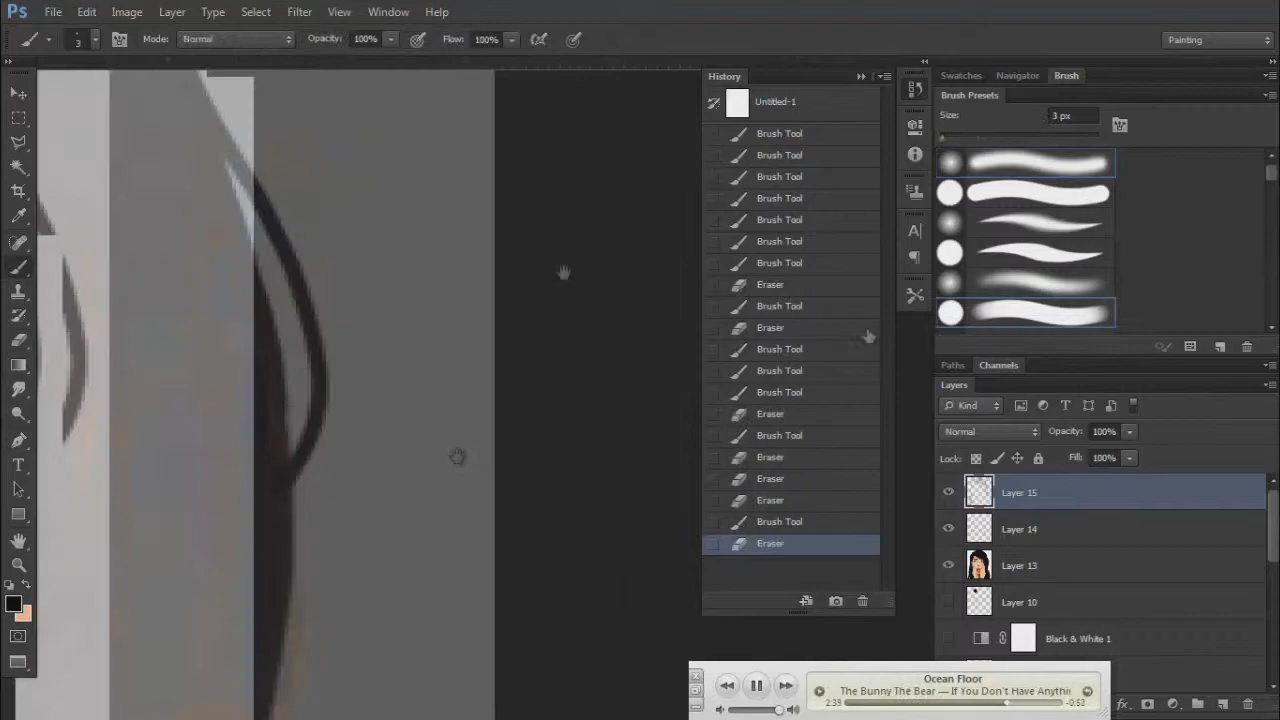 Ps File Edit Image Layer Type Select Filter View Window Help
3 Mode: Normal Opacity: 100% Flow: 100% Painting
History
Untitled-1
Brush Tool
Brush Tool
Brush Tool
Brush Tool
Brush Tool
Brush Tool
Brush Tool
Eraser
Brush Tool
Eraser
Brush Tool
Brush Tool
Brush Tool
Eraser
Brush Tool
Eraser
Eraser
Eraser
Brush Tool
Eraser
Swatches Navigator Brush
Brush Presets
Size: 3 px
Paths Channels
Layers
Kind
Normal Opacity: 100%
Lock: Fill: 100%
Layer 15
Layer 14
Layer 13
Layer 10
Black & White 1
fx
Ocean Floor
The Bunny The Bear — If You Don't Have Anythi
2:39 -0:52